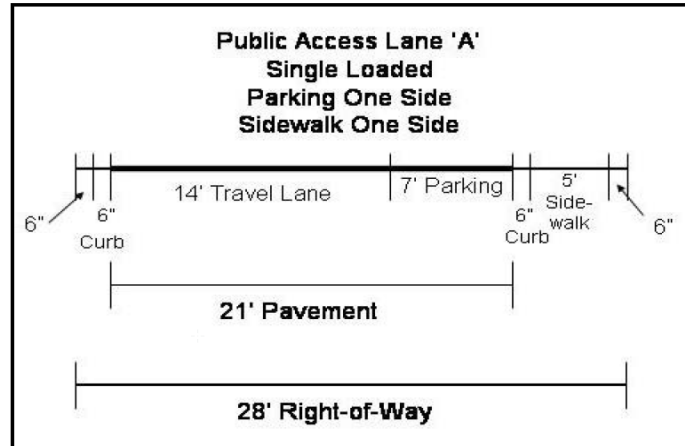 Public Access Lane 'A'
Single Loaded
Parking One Side
Sidewalk One Side
14' Travel Lane
7' Parking
5'
Side-
walk
6"
6"
Curb
6"
Curb
6"
21' Pavement
28' Right-of-Way